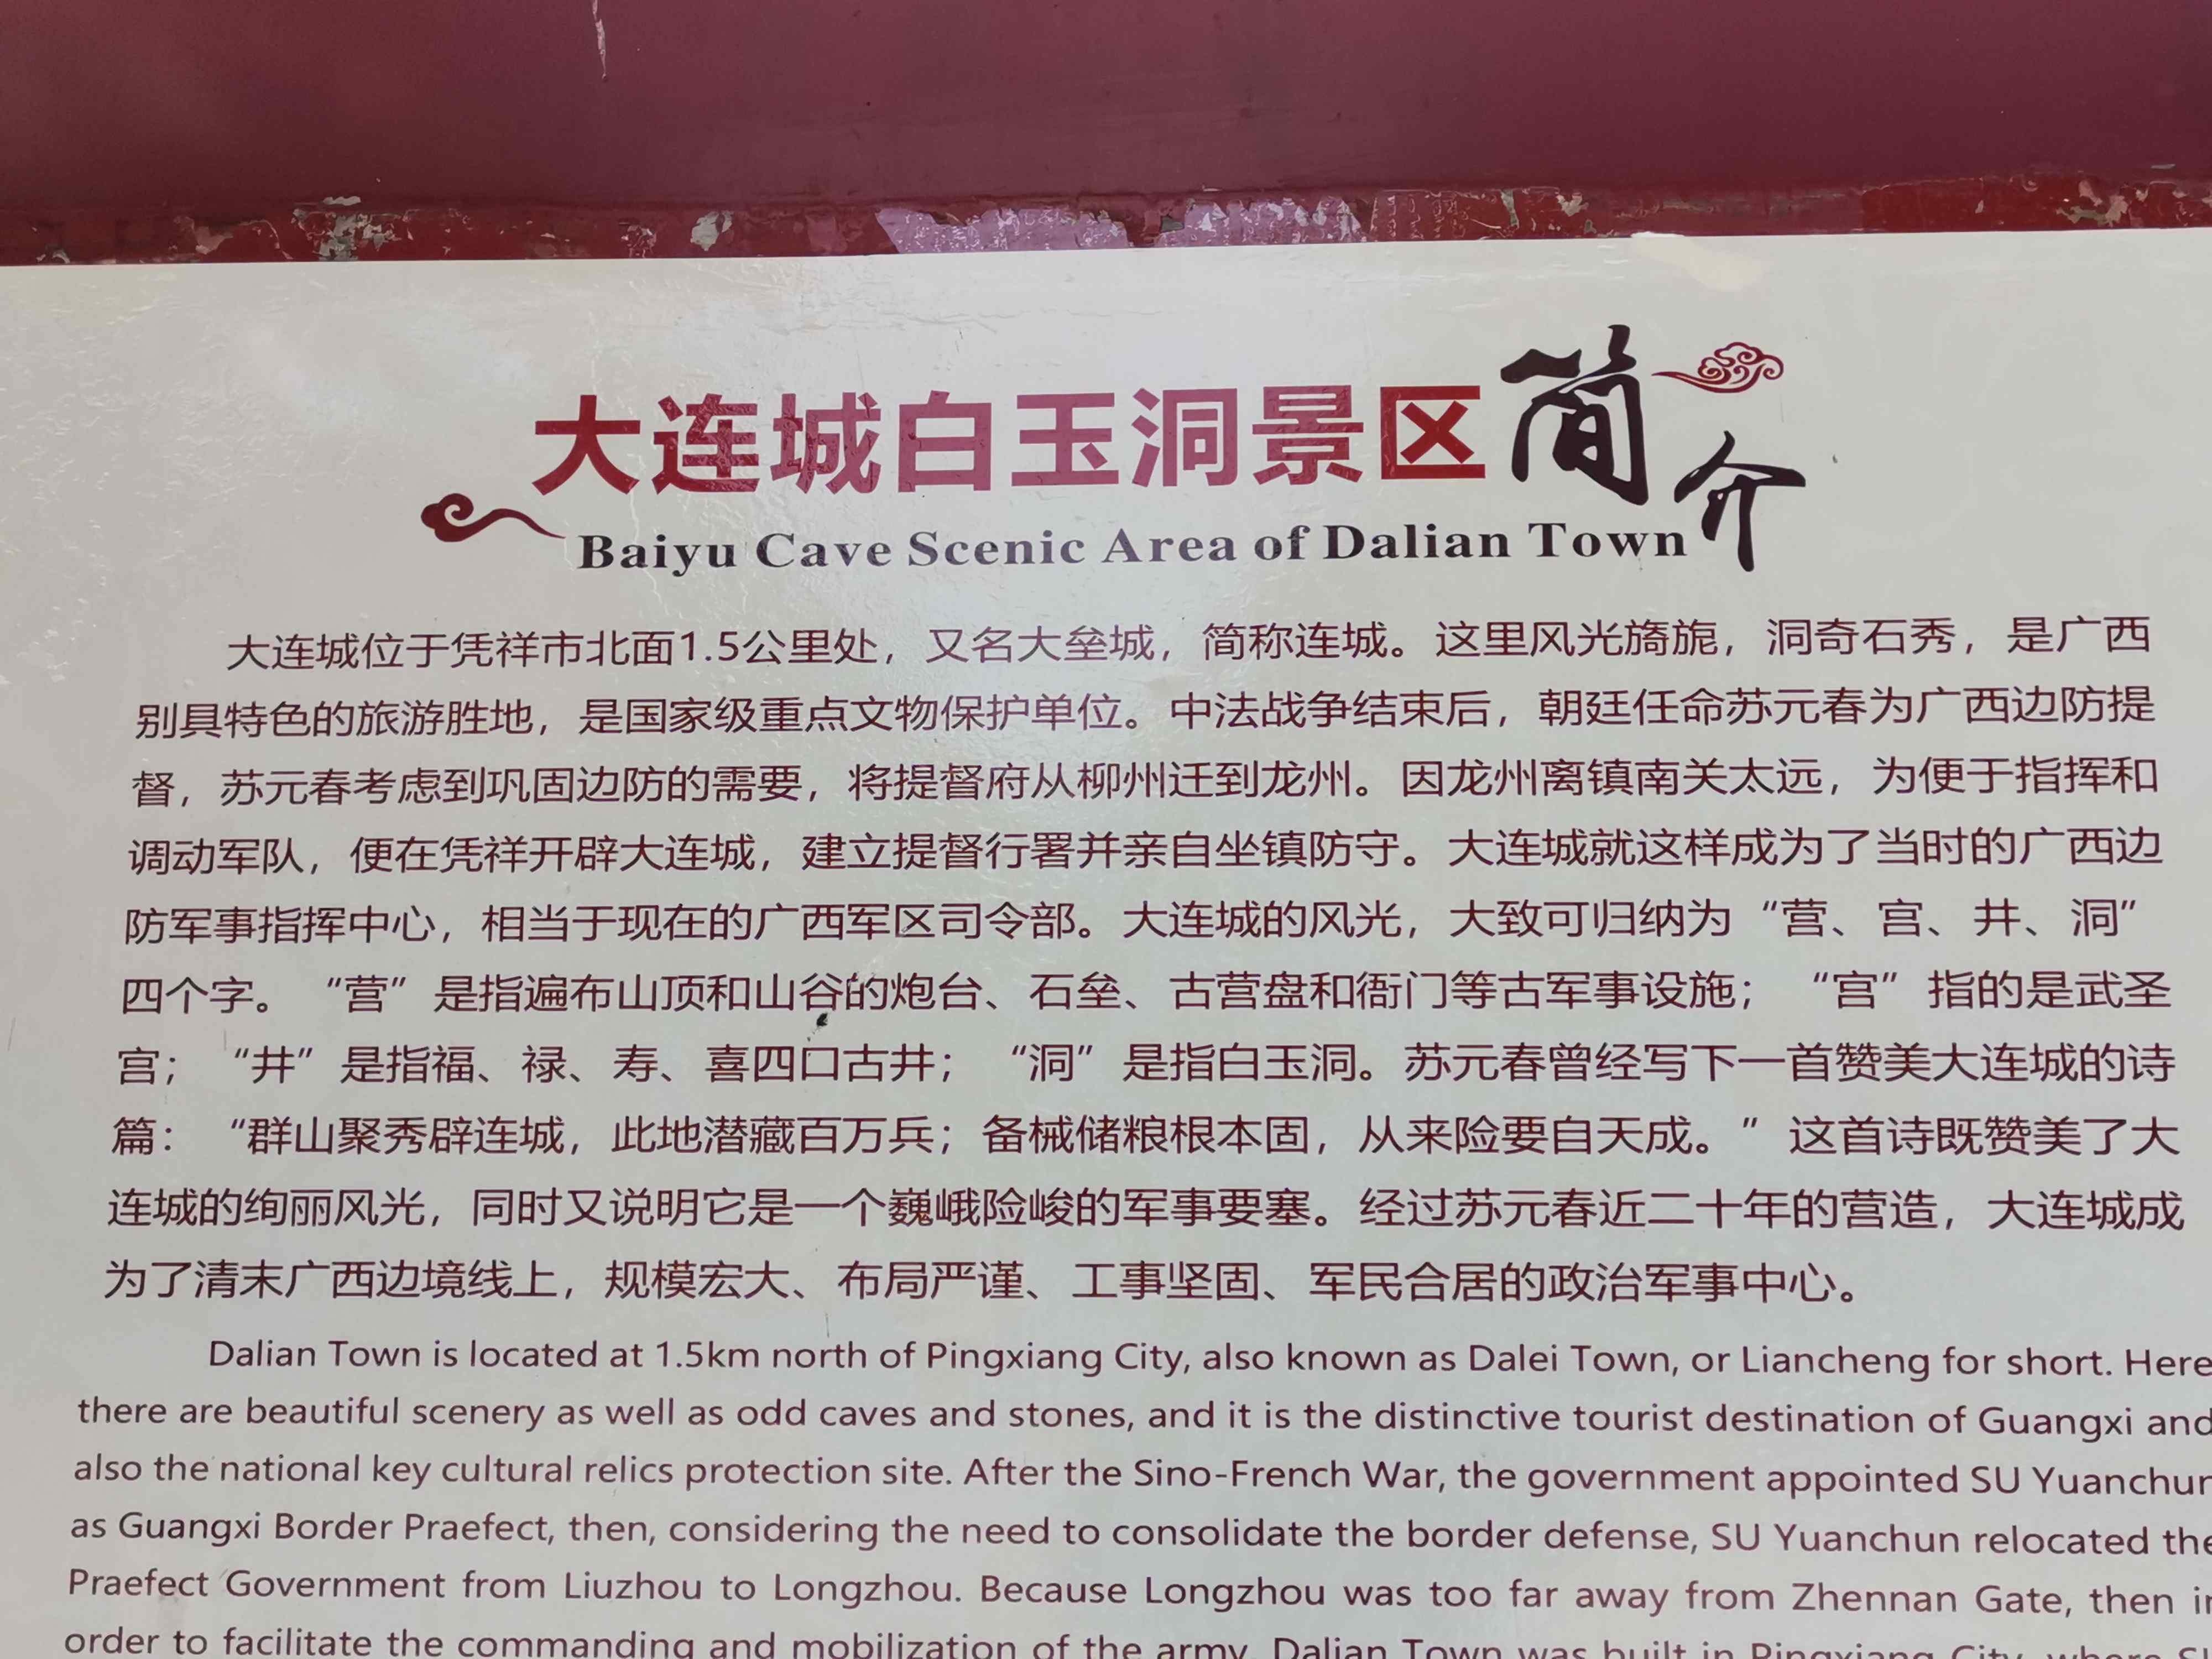 大连城白玉洞景区简介
Baiyu Cave Scenic Area of Dalian Town
大连城位于凭祥市北面1.5公里处，又名大垒城，简称连城。这里风光旖旎，洞奇石秀，是广西
别具特色的旅游胜地，是国家级重点文物保护单位。中法战争结束后，朝廷任命苏元春为广西边防提
督，苏元春考虑到巩固边防的需要，将提督府从柳州迁到龙州。因龙州离镇南关太远，为便于指挥和
调动军队，便在凭祥开辟大连城，建立提督行署并亲自坐镇防守。大连城就这样成为了当时的广西边
防军事指挥中心，相当于现在的广西军区司令部。大连城的风光，大致可归纳为“营、宫、井、洞”
四个字。“营”是指遍布山顶和山谷的炮台、石垒、古营盘和衙门等古军事设施；“宫”指的是武圣
宫；“井”是指福、禄、寿、喜四口古井；“洞”是指白玉洞。苏元春曾经写下一首赞美大连城的诗
篇：“群山聚秀辟连城，此地潜藏百万兵；备械储粮根本固，从来险要自天成。”这首诗既赞美了大
连城的绚丽风光，同时又说明它是一个巍峨险峻的军事要塞。经过苏元春近二十年的营造，大连城成
为了清末广西边境线上，规模宏大、布局严谨、工事坚固、军民合居的政治军事中心。
Dalian Town is located at 1.5km north of Pingxiang City, also known as Dalei Town, or Liancheng for short. Here
there are beautiful scenery as well as odd caves and stones, and it is the distinctive tourist destination of Guangxi and
also the national key cultural relics protection site. After the Sino-French War, the government appointed SU Yuanchun
as Guangxi Border Praefect, then, considering the need to consolidate the border defense, SU Yuanchun relocated the
Praefect Government from Liuzhou to Longzhou. Because Longzhou was too far away from Zhennan Gate, then in
order to facilitate the commanding and mobilization of the army, Dalian Town was built in Pingxiang City, where